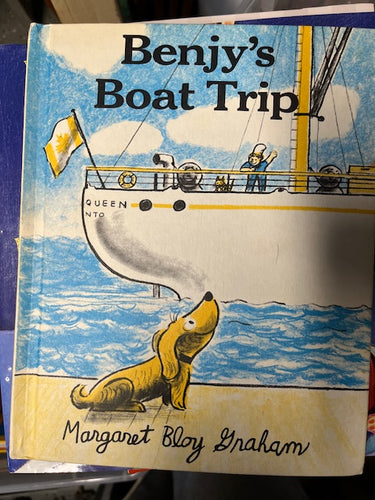 Benjy's
Boat Trip
QUEEN
NTO
Margaret Bloy Graham